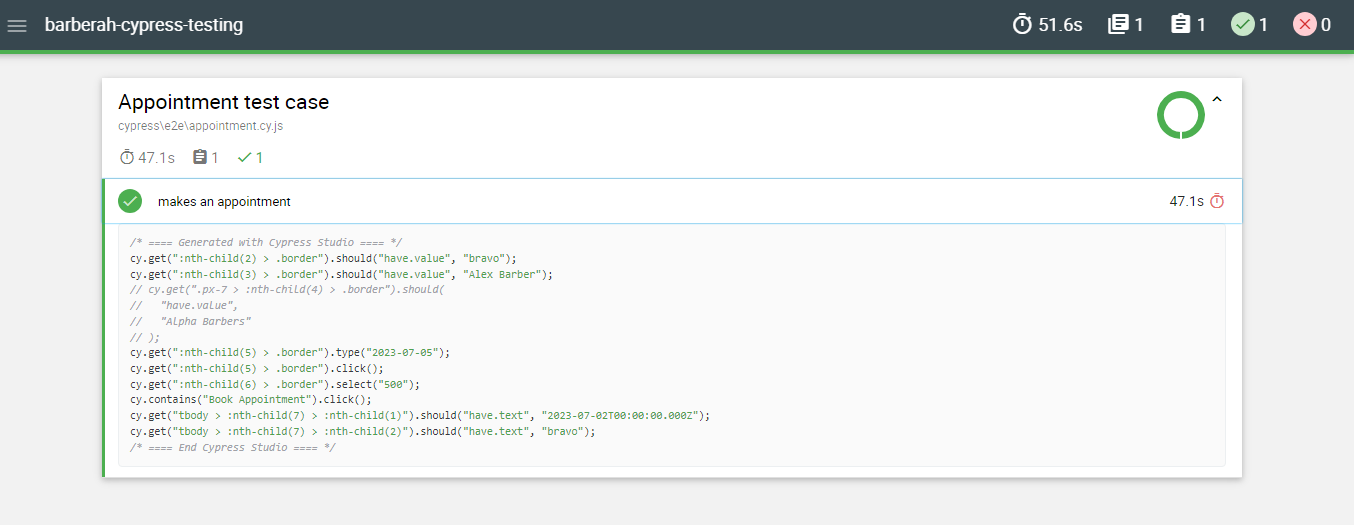 barberah-cypress-testing
51.6s 1 1 1 0
Appointment test case
cypress\e2e\appointment.cy.js
47.1s 1 1
makes an appointment 47.1s
/* ==== Generated with Cypress Studio ==== */
cy.get(":nth-child(2) > .border").should("have.value", "bravo");
cy.get(":nth-child(3) > .border").should("have.value", "Alex Barber");
// cy.get(".px-7 > :nth-child(4) > .border").should(
//   "have.value",
//   "Alpha Barbers"
// );
cy.get(":nth-child(5) > .border").type("2023-07-05");
cy.get(":nth-child(5) > .border").click();
cy.get(":nth-child(6) > .border").select("500");
cy.contains("Book Appointment").click();
cy.get("tbody > :nth-child(7) > :nth-child(1)").should("have.text", "2023-07-02T00:00:00.000Z");
cy.get("tbody > :nth-child(7) > :nth-child(2)").should("have.text", "bravo");
/* ==== End Cypress Studio ==== */